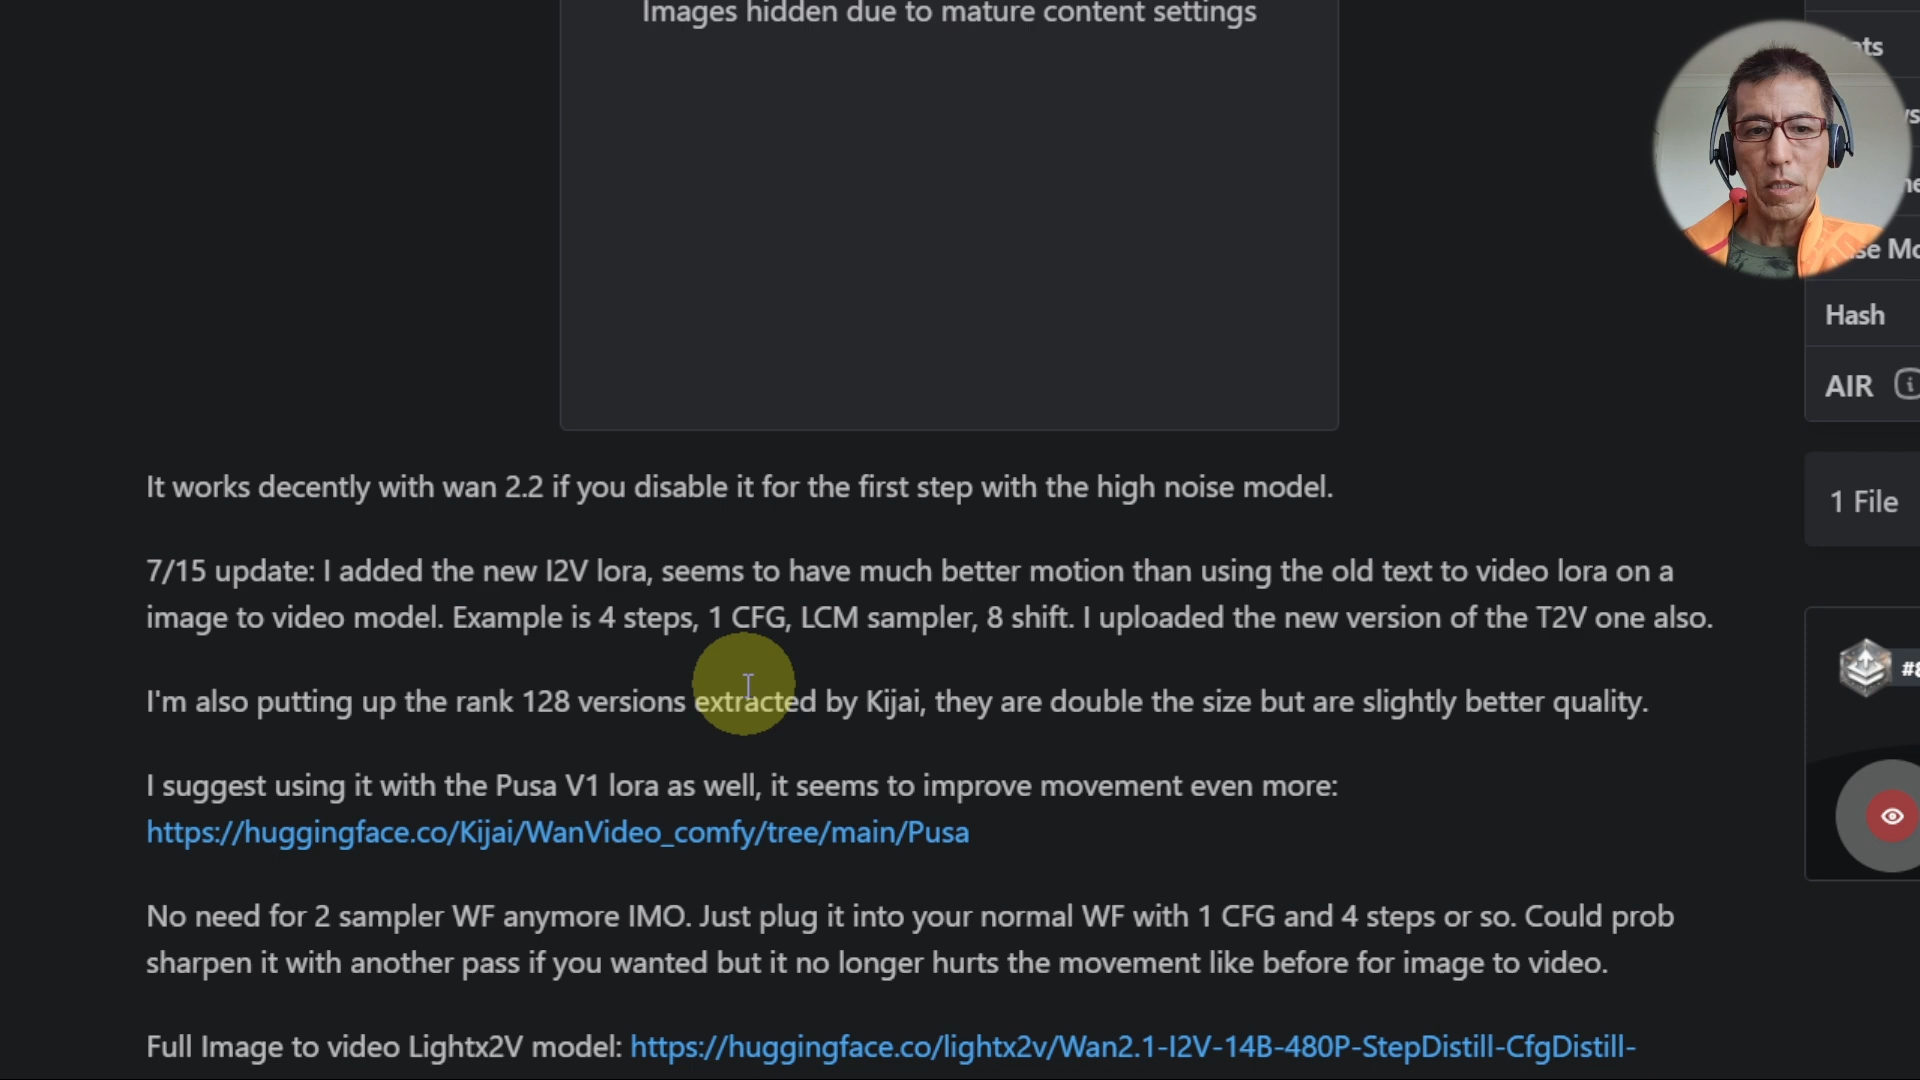 Images hidden due to mature content settings
Hash
AIR
1 File
It works decently with wan 2.2 if you disable it for the first step with the high noise model.
7/15 update: I added the new I2V lora, seems to have much better motion than using the old text to video lora on a
image to video model. Example is 4 steps, 1 CFG, LCM sampler, 8 shift. I uploaded the new version of the T2V one also.
I'm also putting up the rank 128 versions extracted by Kijai, they are double the size but are slightly better quality.
I suggest using it with the Pusa V1 lora as well, it seems to improve movement even more:
https://huggingface.co/Kijai/WanVideo_comfy/tree/main/Pusa
No need for 2 sampler WF anymore IMO. Just plug it into your normal WF with 1 CFG and 4 steps or so. Could prob
sharpen it with another pass if you wanted but it no longer hurts the movement like before for image to video.
Full Image to video Lightx2V model: https://huggingface.co/lightx2v/Wan2.1-I2V-14B-480P-StepDistill-CfgDistill-